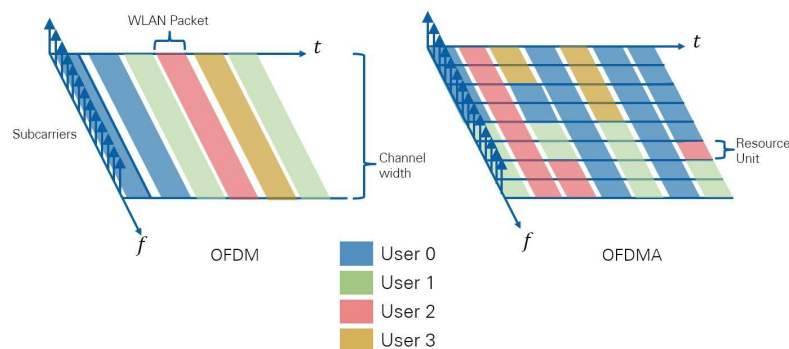 WLAN Packet
t
t
Subcarriers
Channel
width
Resource
Unit
f
f
OFDM
OFDMA
User 0
User 1
User 2
User 3